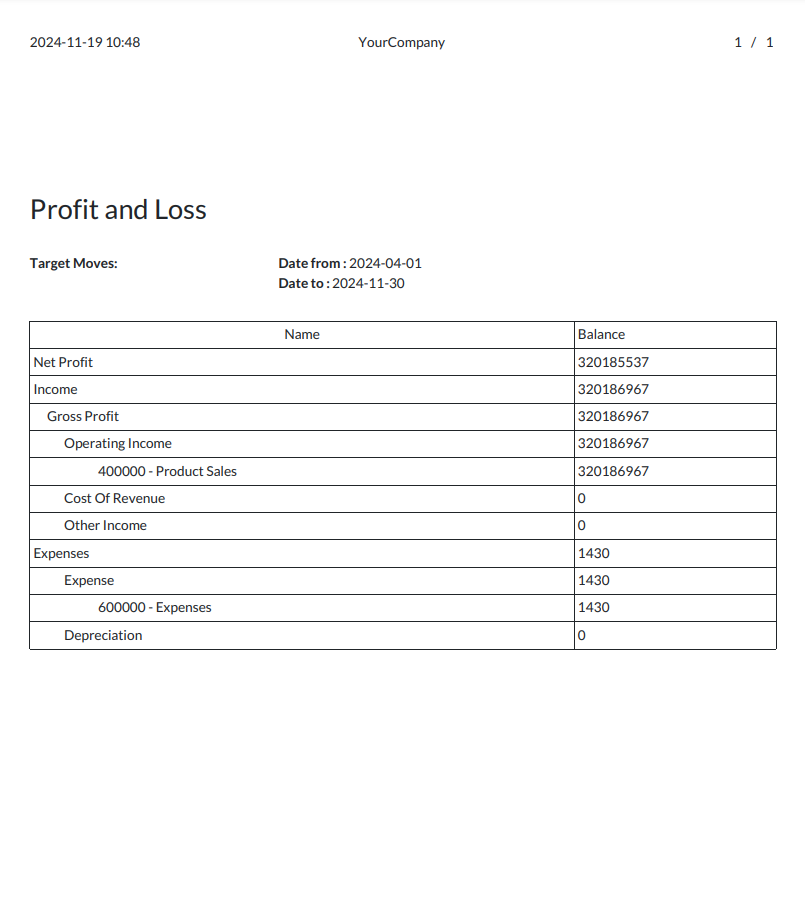 2024-11-19 10:48 YourCompany 1 / 1
Profit and Loss
Target Moves: Date from : 2024-04-01
Date to : 2024-11-30
Name Balance
Net Profit 320185537
Income 320186967
Gross Profit 320186967
Operating Income 320186967
400000 - Product Sales 320186967
Cost Of Revenue 0
Other Income 0
Expenses 1430
Expense 1430
600000 - Expenses 1430
Depreciation 0